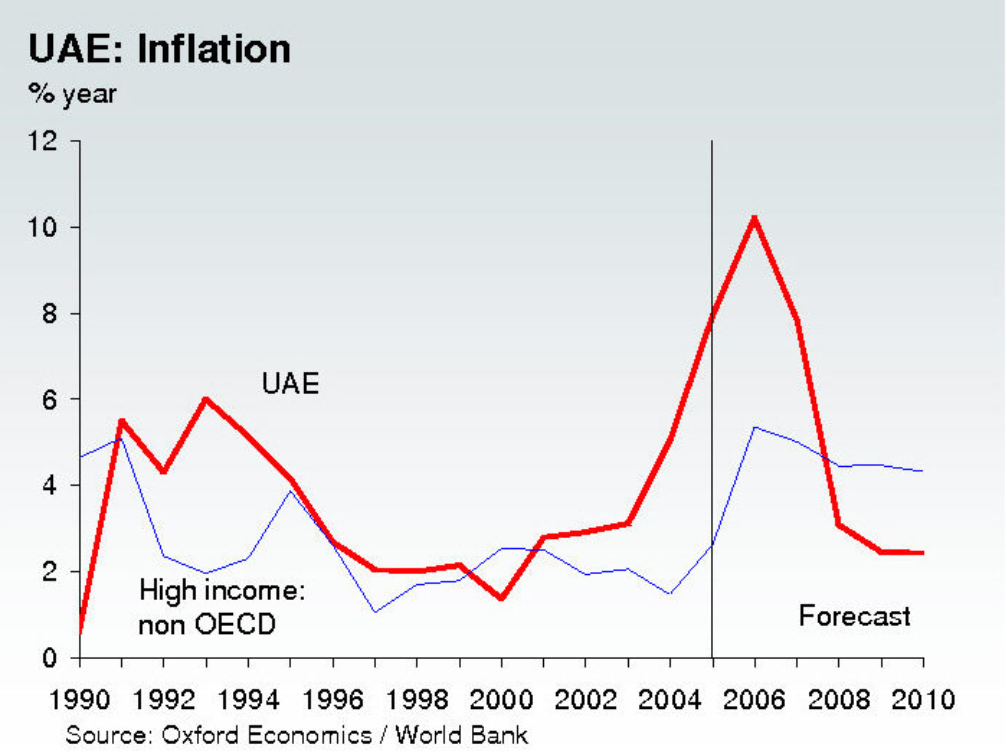 UAE: Inflation
% year
12
10
8
6
4
2
0
UAE
High income:
non OECD
Forecast
1990 1992 1994 1996 1998 2000 2002 2004 2006 2008 2010
Source: Oxford Economics / World Bank